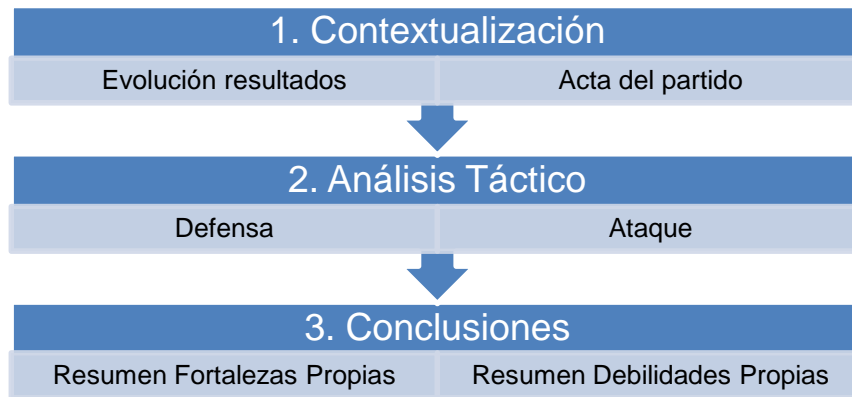 1. Contextualización
Evolución resultados
Acta del partido
2. Análisis Táctico
Defensa
Ataque
3. Conclusiones
Resumen Fortalezas Propias
Resumen Debilidades Propias